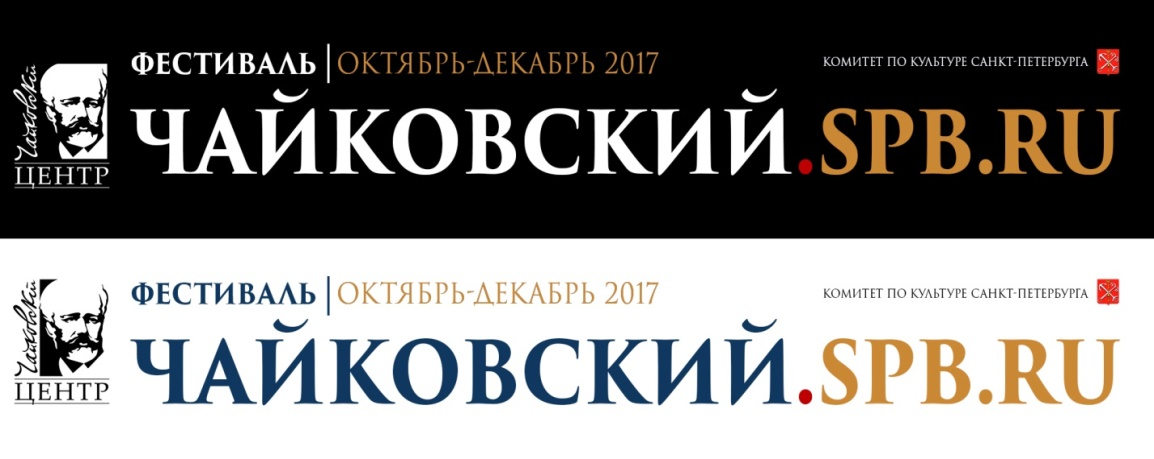 ФЕСТИВАЛЬ | ОКТЯБРЬ-ДЕКАБРЬ 2017
КОМИТЕТ ПО КУЛЬТУРЕ САНКТ-ПЕТЕРБУРГА
Чайковский
ЦЕНТР
ЧАЙКОВСКИЙ.SPB.RU
ФЕСТИВАЛЬ | ОКТЯБРЬ-ДЕКАБРЬ 2017
КОМИТЕТ ПО КУЛЬТУРЕ САНКТ-ПЕТЕРБУРГА
Чайковский
ЦЕНТР
ЧАЙКОВСКИЙ.SPB.RU